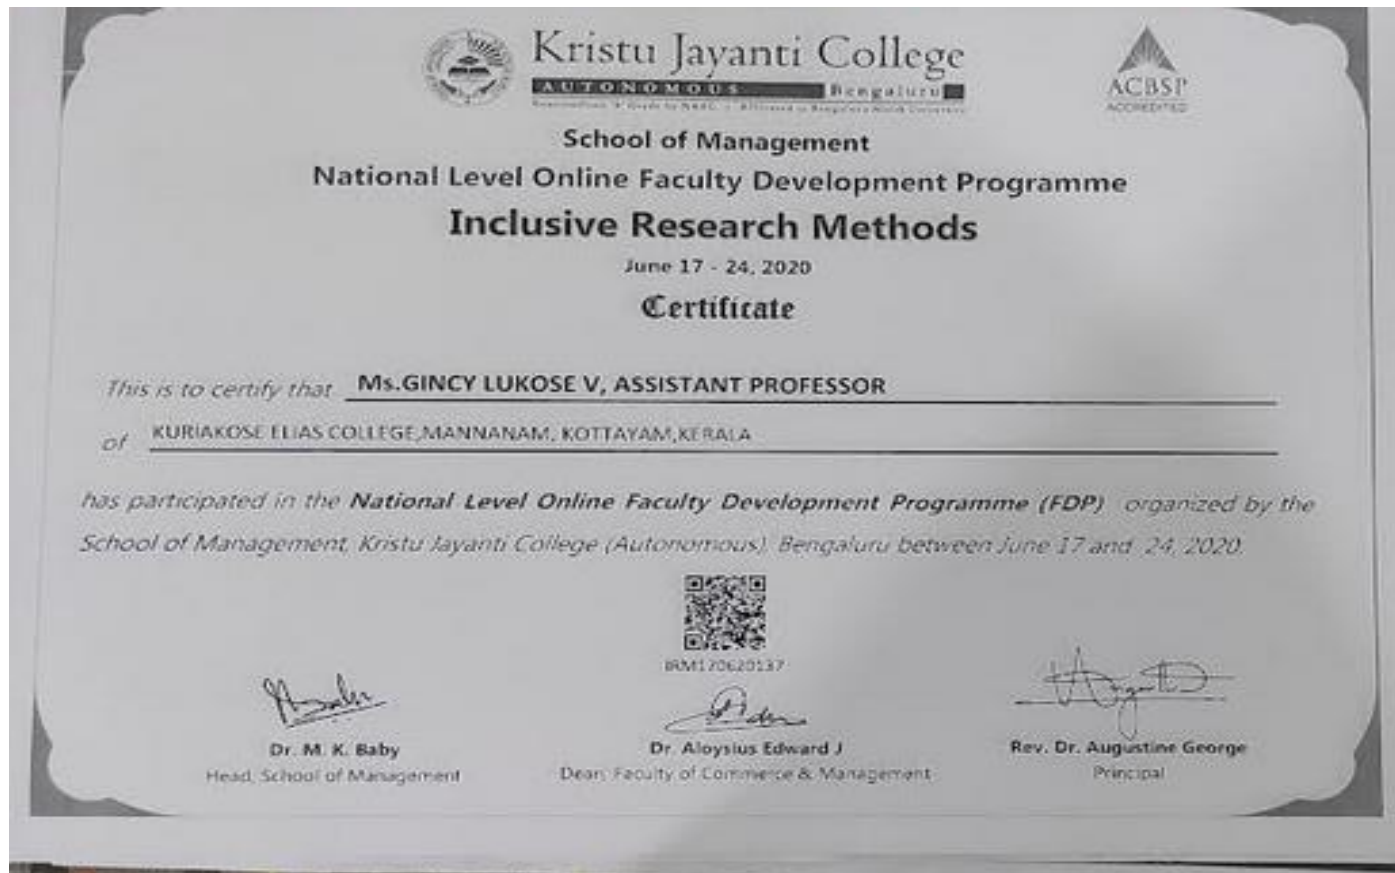 Kristu Jayanti College
AUTONOMOUS Bengaluru
ACBSP
ACCREDITED
School of Management
National Level Online Faculty Development Programme
Inclusive Research Methods
June 17 - 24, 2020
Certificate
This is to certify that Ms.GINCY LUKOSE V, ASSISTANT PROFESSOR
of KURIAKOSE ELIAS COLLEGE,MANNANAM, KOTTAYAM,KERALA
has participated in the National Level Online Faculty Development Programme (FDP) organized by the
School of Management, Kristu Jayanti College (Autonomous), Bengaluru between June 17 and 24, 2020.
IRM170620137
Dr. M. K. Baby
Head, School of Management
Dr. Aloysius Edward J
Dean, Faculty of Commerce & Management
Rev. Dr. Augustine George
Principal